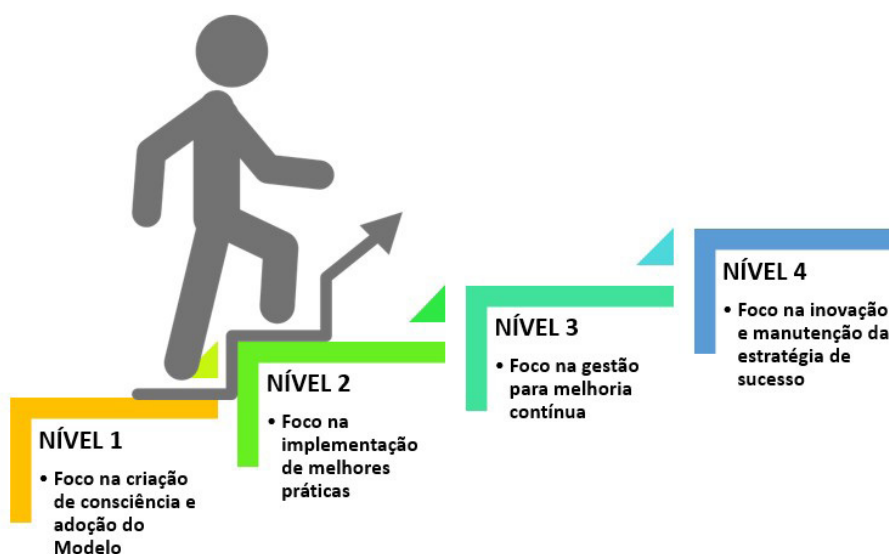 NÍVEL 1
• Foco na criação
de consciência e
adoção do
Modelo
NÍVEL 2
• Foco na
implementação
de melhores
práticas
NÍVEL 3
• Foco na gestão
para melhoria
contínua
NÍVEL 4
• Foco na inovação
e manutenção da
estratégia de
sucesso